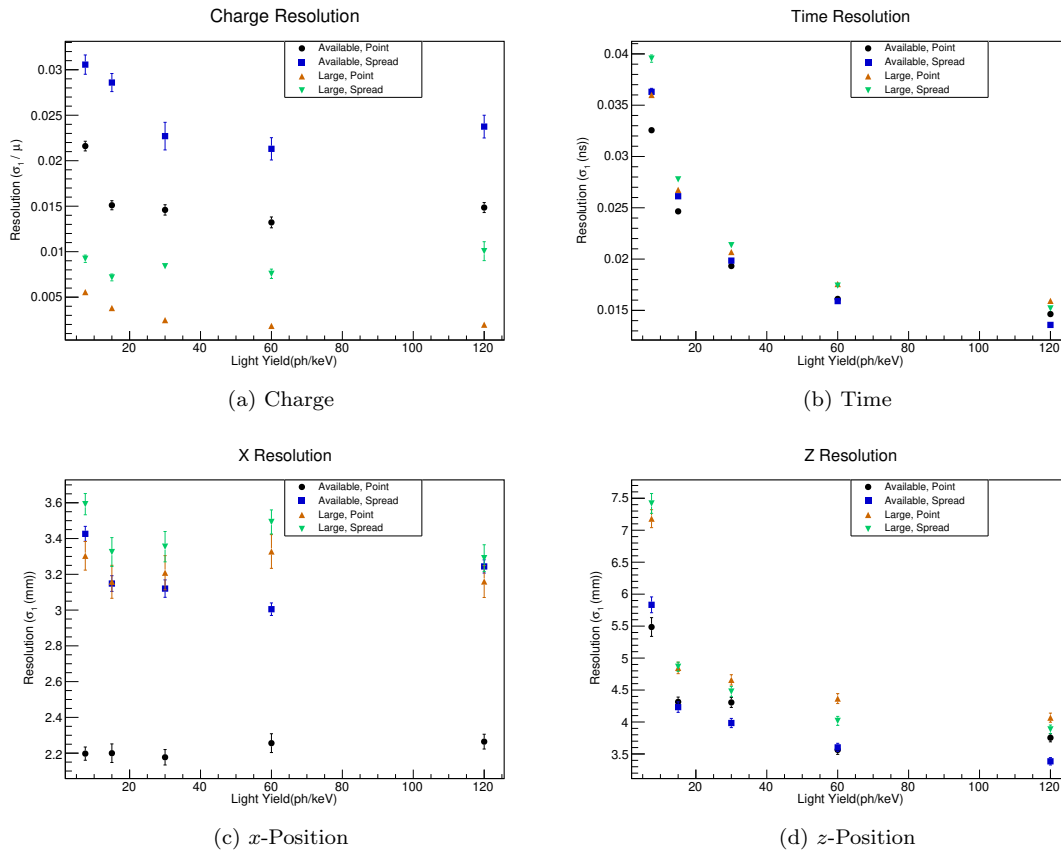 Charge Resolution
Available, Point
Available, Spread
Large, Point
Large, Spread
Resolution (σ₁ / μ)
0.03
0.025
0.02
0.015
0.01
0.005
20 40 60 80 100 120
Light Yield(ph/keV)
(a) Charge
Time Resolution
Available, Point
Available, Spread
Large, Point
Large, Spread
Resolution (σ₁ (ns))
0.04
0.035
0.03
0.025
0.02
0.015
20 40 60 80 100 120
Light Yield(ph/keV)
(b) Time
X Resolution
Available, Point
Available, Spread
Large, Point
Large, Spread
Resolution (σ₁ (mm))
3.6
3.4
3.2
3
2.8
2.6
2.4
2.2
20 40 60 80 100 120
Light Yield(ph/keV)
(c) x-Position
Z Resolution
Available, Point
Available, Spread
Large, Point
Large, Spread
Resolution (σ₁ (mm))
7.5
7
6.5
6
5.5
5
4.5
4
3.5
20 40 60 80 100 120
Light Yield(ph/keV)
(d) z-Position